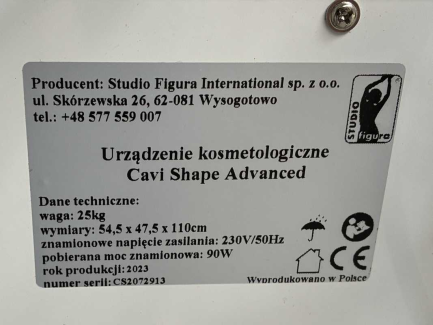 Producent: Studio Figura International sp. z o.o.
ul. Skórzewska 26, 62-081 Wysogotowo
tel.: +48 577 559 007
STUDIO
figura
Urządzenie kosmetologiczne
Cavi Shape Advanced
Dane techniczne:
waga: 25kg
wymiary: 54,5 x 47,5 x 110cm
znamionowe napięcie zasilania: 230V/50Hz
pobierana moc znamionowa: 90W
rok produkcji: 2023
numer serii: CS2072913
CE
Wyprodukowano w Polsce